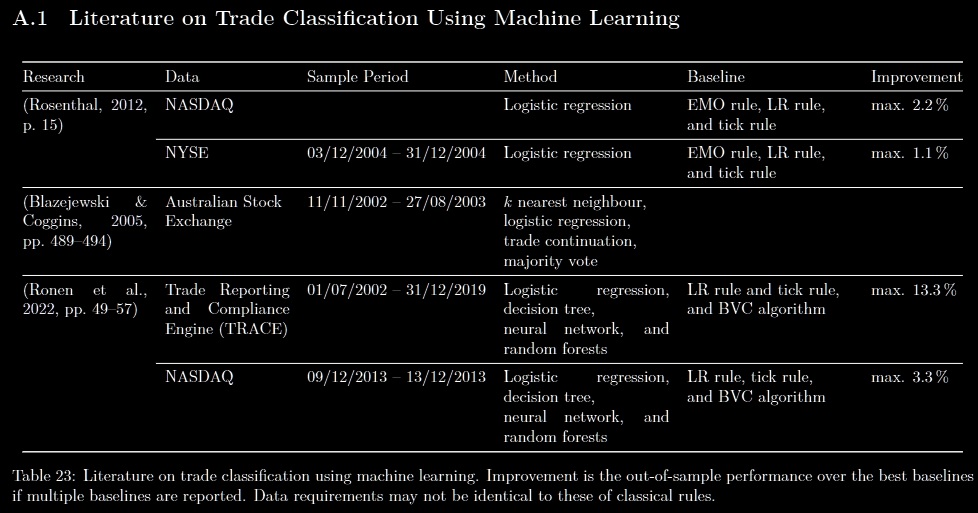 A.1 Literature on Trade Classification Using Machine Learning
Research Data Sample Period Method Baseline Improvement
(Rosenthal, 2012, NASDAQ Logistic regression EMO rule, LR rule, max. 2.2 %
p. 15) and tick rule
NYSE 03/12/2004 – 31/12/2004 Logistic regression EMO rule, LR rule, max. 1.1 %
and tick rule
(Blazejewski & Australian Stock 11/11/2002 – 27/08/2003 k nearest neighbour,
Coggins, 2005, Exchange logistic regression,
pp. 489–494) trade continuation,
majority vote
(Ronen et al., Trade Reporting 01/07/2002 – 31/12/2019 Logistic regression, LR rule and tick rule, max. 13.3 %
2022, pp. 49–57) and Compliance decision tree, and BVC algorithm
Engine (TRACE) neural network, and
random forests
NASDAQ 09/12/2013 – 13/12/2013 Logistic regression, LR rule, tick rule, max. 3.3 %
decision tree, and BVC algorithm
neural network, and
random forests
Table 23: Literature on trade classification using machine learning. Improvement is the out-of-sample performance over the best baselines
if multiple baselines are reported. Data requirements may not be identical to these of classical rules.